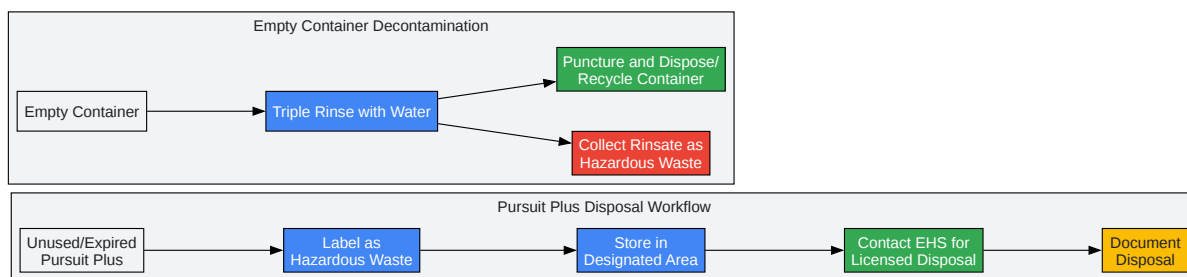 Empty Container Decontamination
Empty Container
Triple Rinse with Water
Puncture and Dispose/
Recycle Container
Collect Rinsate as
Hazardous Waste
Pursuit Plus Disposal Workflow
Unused/Expired
Pursuit Plus
Label as
Hazardous Waste
Store in
Designated Area
Contact EHS for
Licensed Disposal
Document
Disposal